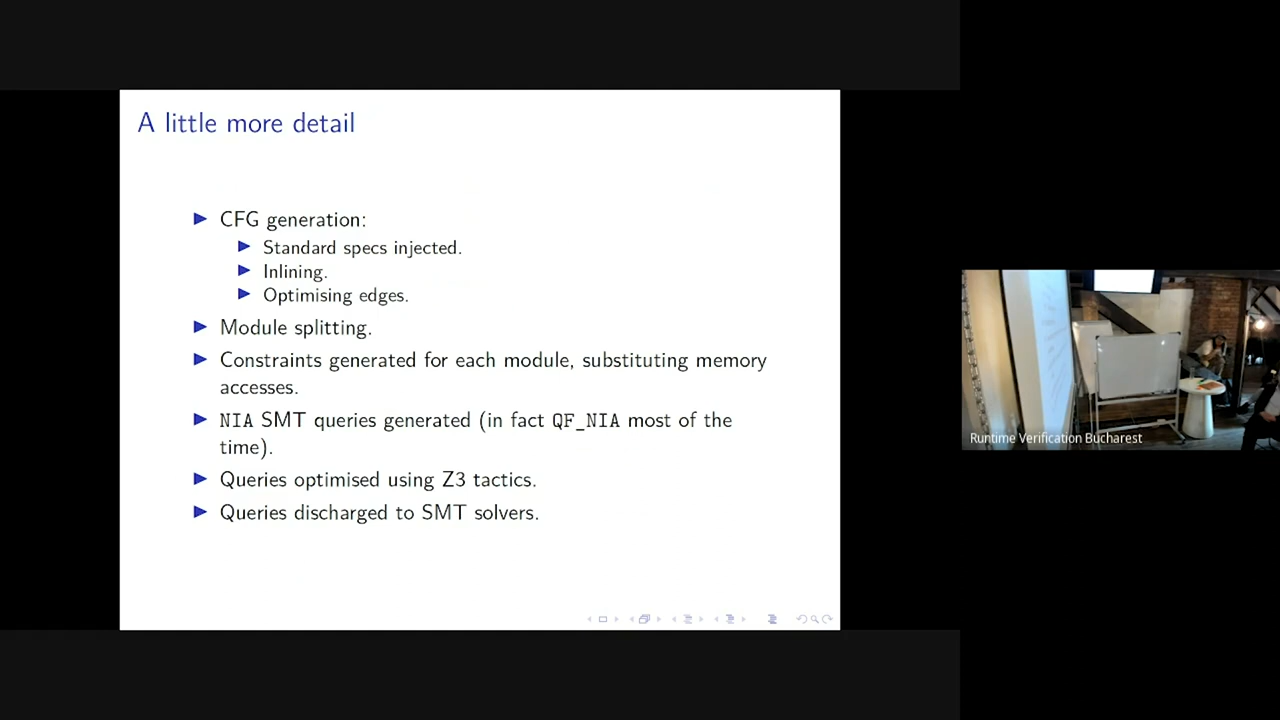 A little more detail
CFG generation:
Standard specs injected.
Inlining.
Optimising edges.
Module splitting.
Constraints generated for each module, substituting memory
accesses.
NIA SMT queries generated (in fact QF_NIA most of the
time).
Queries optimised using Z3 tactics.
Queries discharged to SMT solvers.
Runtime Verification Bucharest